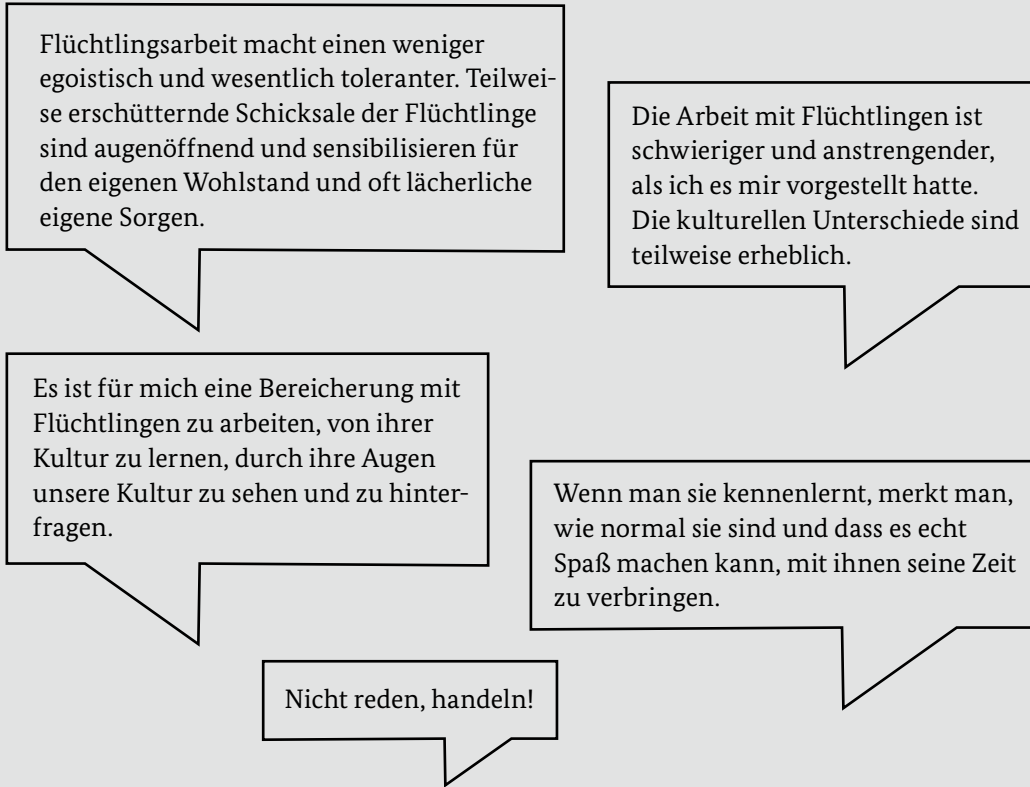 Flüchtlingsarbeit macht einen weniger
egoistisch und wesentlich toleranter. Teilwei-
se erschütternde Schicksale der Flüchtlinge
sind augenöffnend und sensibilisieren für
den eigenen Wohlstand und oft lächerliche
eigene Sorgen.
Die Arbeit mit Flüchtlingen ist
schwieriger und anstrengender,
als ich es mir vorgestellt hatte.
Die kulturellen Unterschiede sind
teilweise erheblich.
Es ist für mich eine Bereicherung mit
Flüchtlingen zu arbeiten, von ihrer
Kultur zu lernen, durch ihre Augen
unsere Kultur zu sehen und zu hinter-
fragen.
Wenn man sie kennenlernt, merkt man,
wie normal sie sind und dass es echt
Spaß machen kann, mit ihnen seine Zeit
zu verbringen.
Nicht reden, handeln!